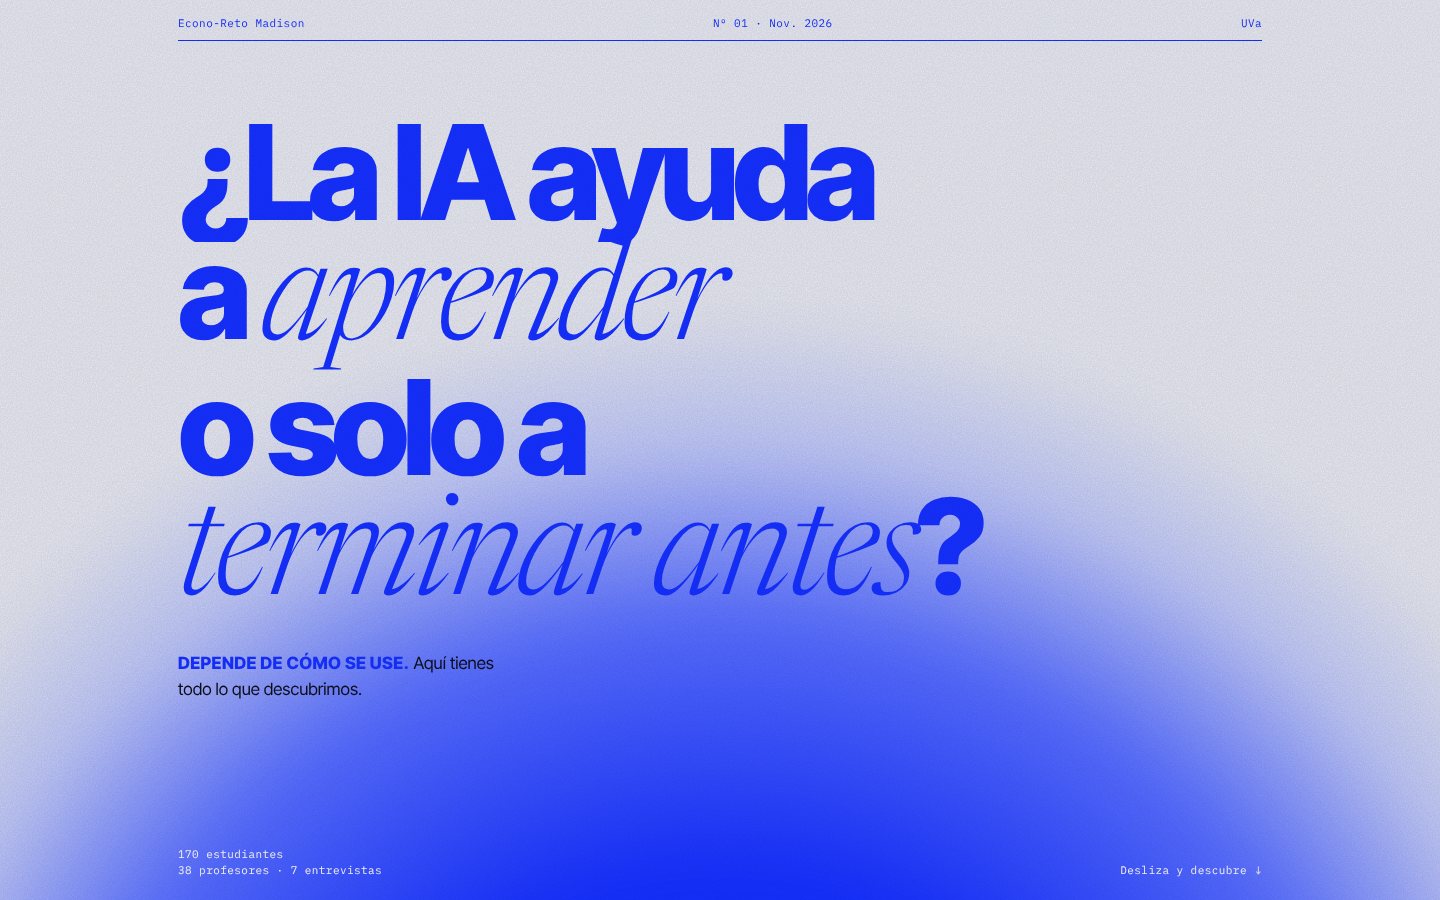 Econo-Reto Madison
Nº 01 · Nov. 2026
UVa
¿La IA ayuda
a aprender
o solo a
terminar antes?
DEPENDE DE CÓMO SE USE. Aquí tienes
todo lo que descubrimos.
170 estudiantes
38 profesores · 7 entrevistas
Desliza y descubre ↓